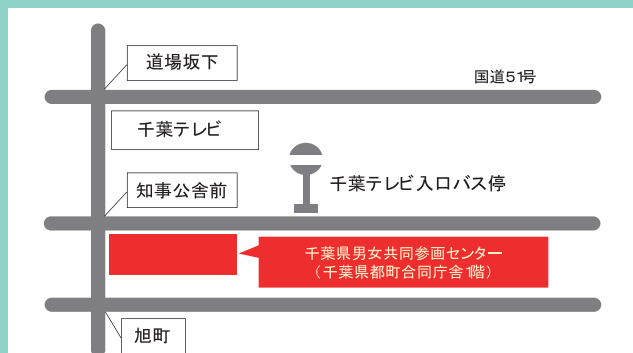 道場坂下
国道51号
千葉テレビ
知事公舎前
千葉テレビ入口バス停
千葉県男女共同参画センター
（千葉県都町合同庁舎1階）
旭町